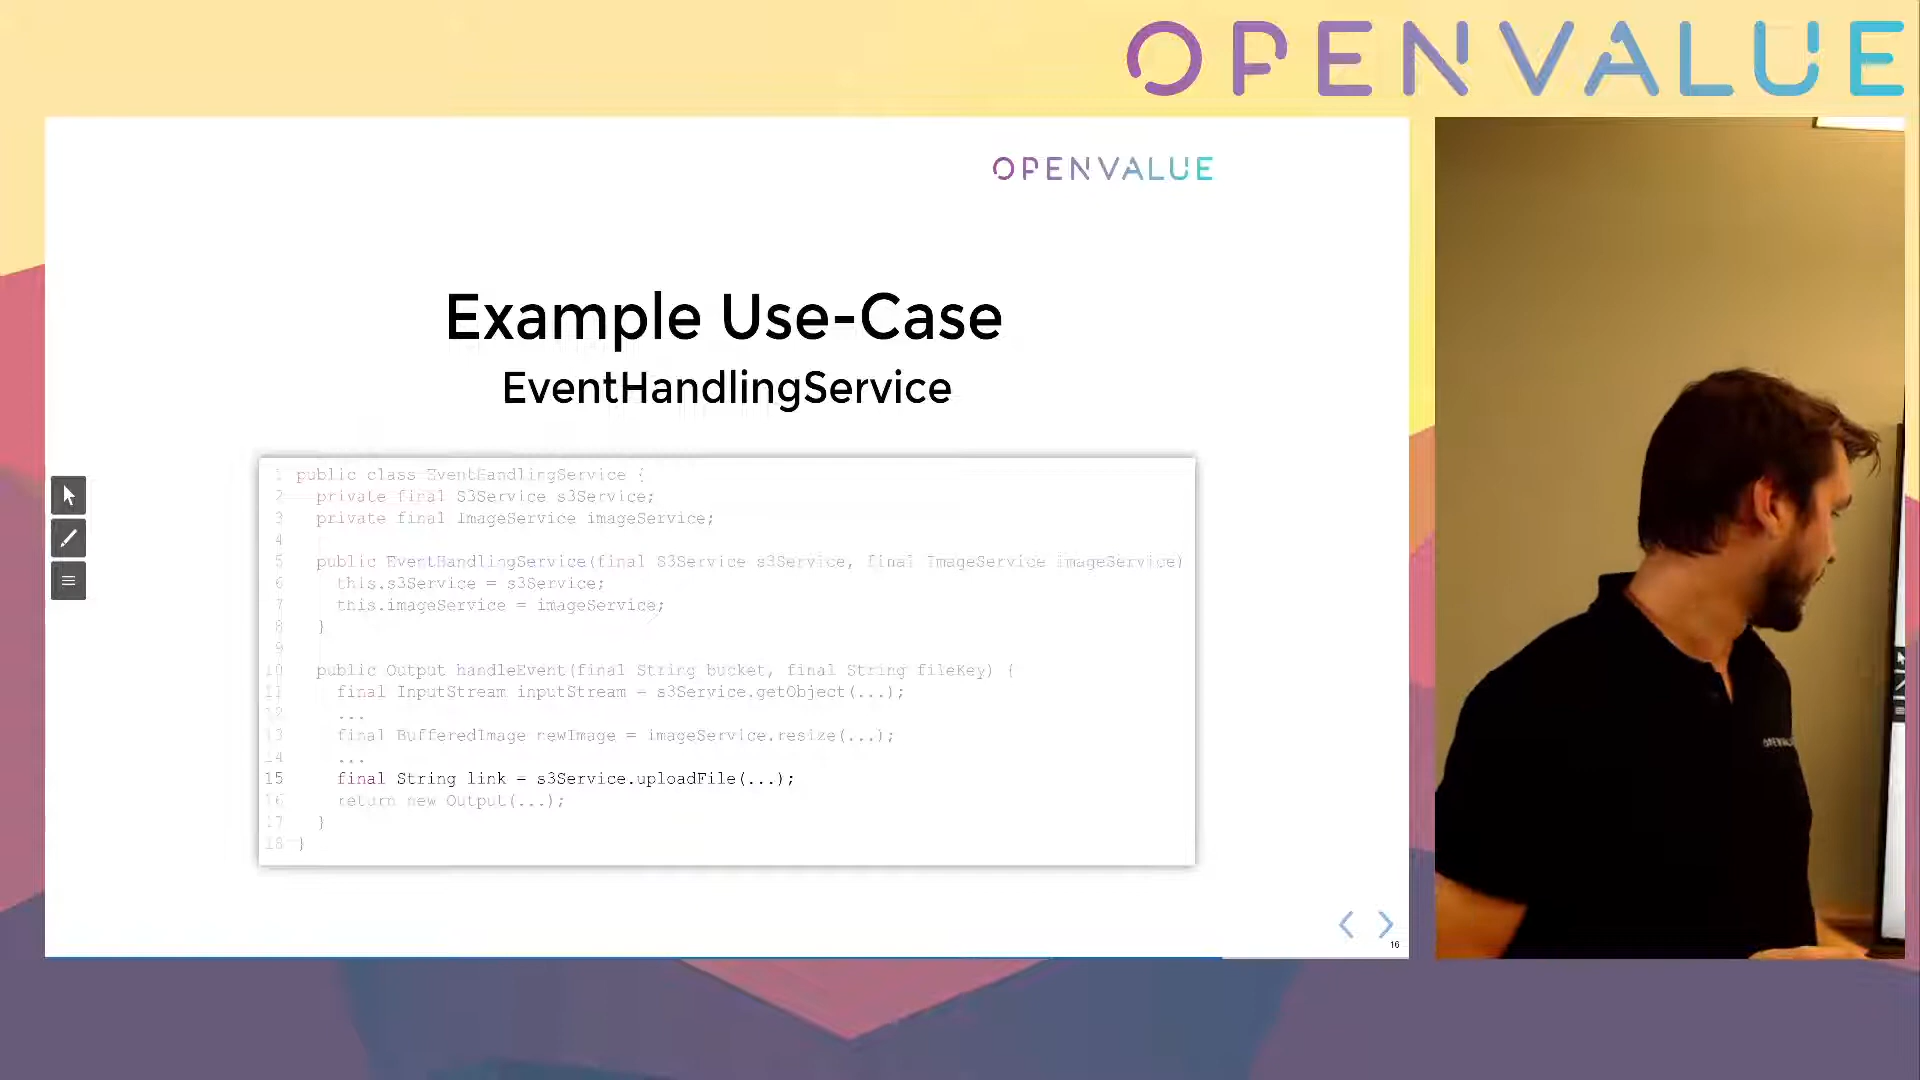 OPENVALUE
OPENVALUE
Example Use-Case
EventHandlingService
1 public class EventHandlingService {
2 private final S3Service s3Service;
3 private final ImageService imageService;
4
5 public EventHandlingService(final S3Service s3Service, final ImageService imageService)
6 this.s3Service = s3Service;
7 this.imageService = imageService;
8 }
9
10 public Output handleEvent(final String bucket, final String fileKey) {
11 final InputStream inputStream = s3Service.getObject(...);
12 ...
13 final BufferedImage newImage = imageService.resize(...);
14 ...
15 final String link = s3Service.uploadFile(...);
16 return new Output(...);
17 }
18 }
16